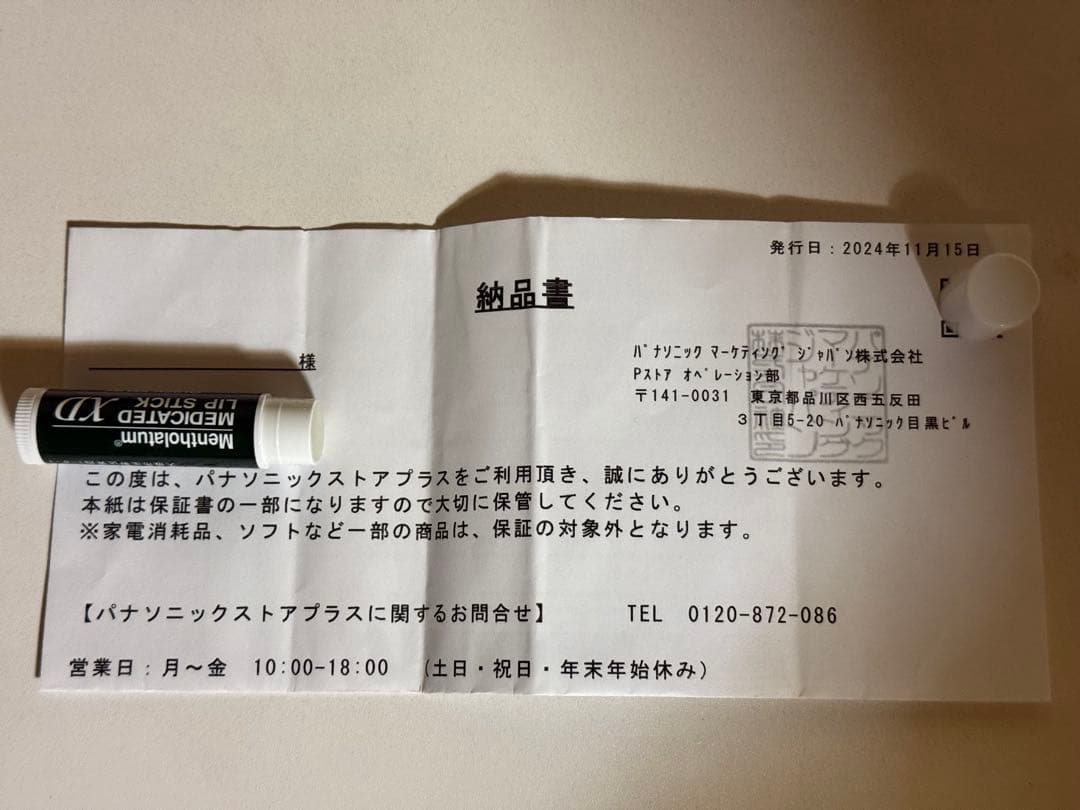 発行日：2024年11月15日
納品書
様
ﾊﾟﾅｿﾆｯｸ ﾏｰｹﾃｨﾝｸﾞ ｼﾞｬﾊﾟﾝ株式会社
Pｽﾄｱ ｵﾍﾟﾚｰｼｮﾝ部
〒141-0031 東京都品川区西五反田
3丁目5-20 ﾊﾟﾅｿﾆｯｸ目黒ﾋﾞﾙ
Mentholatum®
MEDICATED XD
LIP STICK
この度は、パナソニックストアプラスをご利用頂き、誠にありがとうございます。
本紙は保証書の一部になりますので大切に保管してください。
※家電消耗品、ソフトなど一部の商品は、保証の対象外となります。
【パナソニックストアプラスに関するお問合せ】 TEL 0120-872-086
営業日：月～金 10:00-18:00 (土日・祝日・年末年始休み)